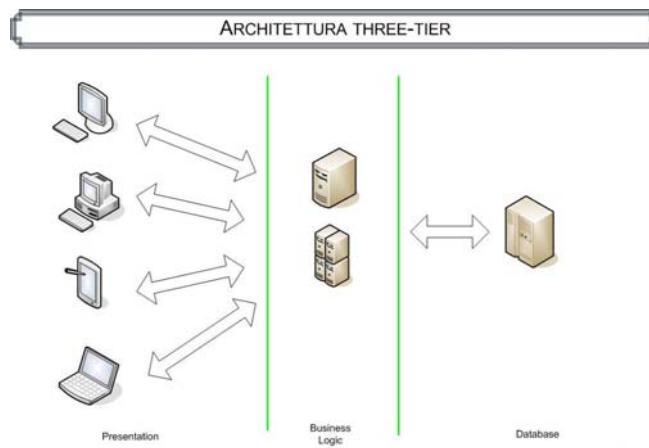 ARCHITETTURA THREE-TIER
Presentation
Business
Logic
Database